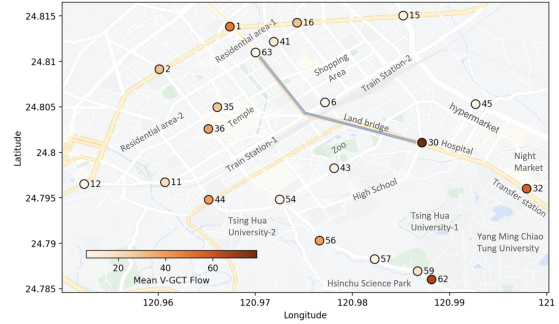 24.815
24.81
24.805
24.8
24.795
24.79
24.785
Latitude
1
16
15
Residential area-1
41
63
Shopping
Area
Train Station-2
2
35
36
Temple
Residential area-2
6
Land bridge
45
hypermarket
30
Hospital
Zoo
Train Station-1
43
Night
Market
12
11
44
54
High School
32
Transfer station
Tsing Hua
University-2
Tsing Hua
University-1
56
Yang Ming Chiao
Tung University
57
59
62
Hsinchu Science Park
20
40
60
Mean V-GCT Flow
120.96
120.97
120.98
120.99
121
Longitude